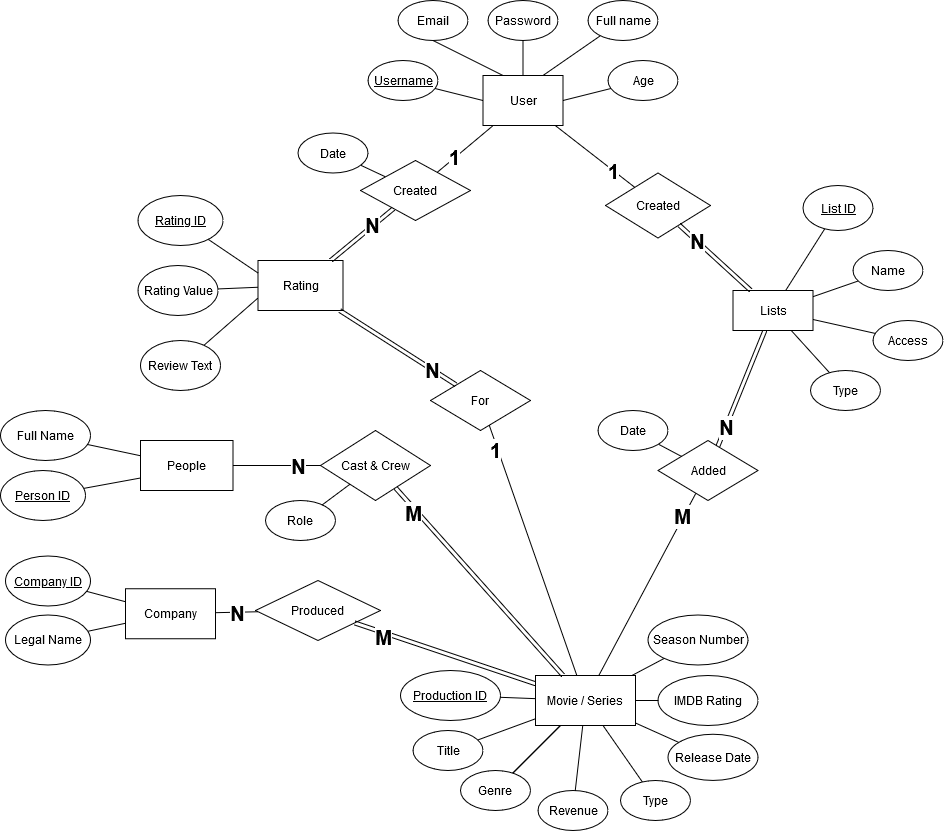 Email
Password
Full name
Username
User
Age
Date
1
Created
N
1
Created
N
Rating ID
Rating Value
Review Text
Rating
List ID
Name
Lists
Access
Type
N
For
1
Date
N
Added
M
Full Name
Person ID
People
N
Cast & Crew
Role
M
Company ID
Legal Name
Company
N
Produced
M
Season Number
Production ID
Movie / Series
IMDB Rating
Title
Release Date
Genre
Revenue
Type